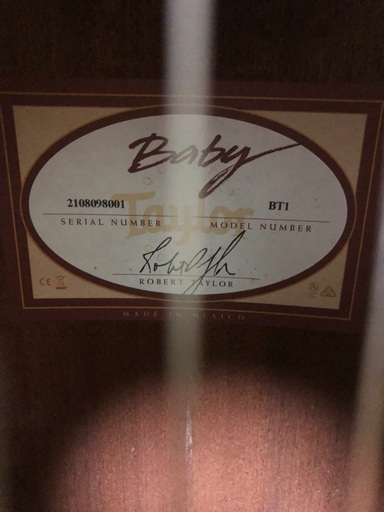 Baby
2108098001 BT1
SERIAL NUMBER MODEL NUMBER
Taylor
ROBERT TAYLOR
MADE IN MEXICO